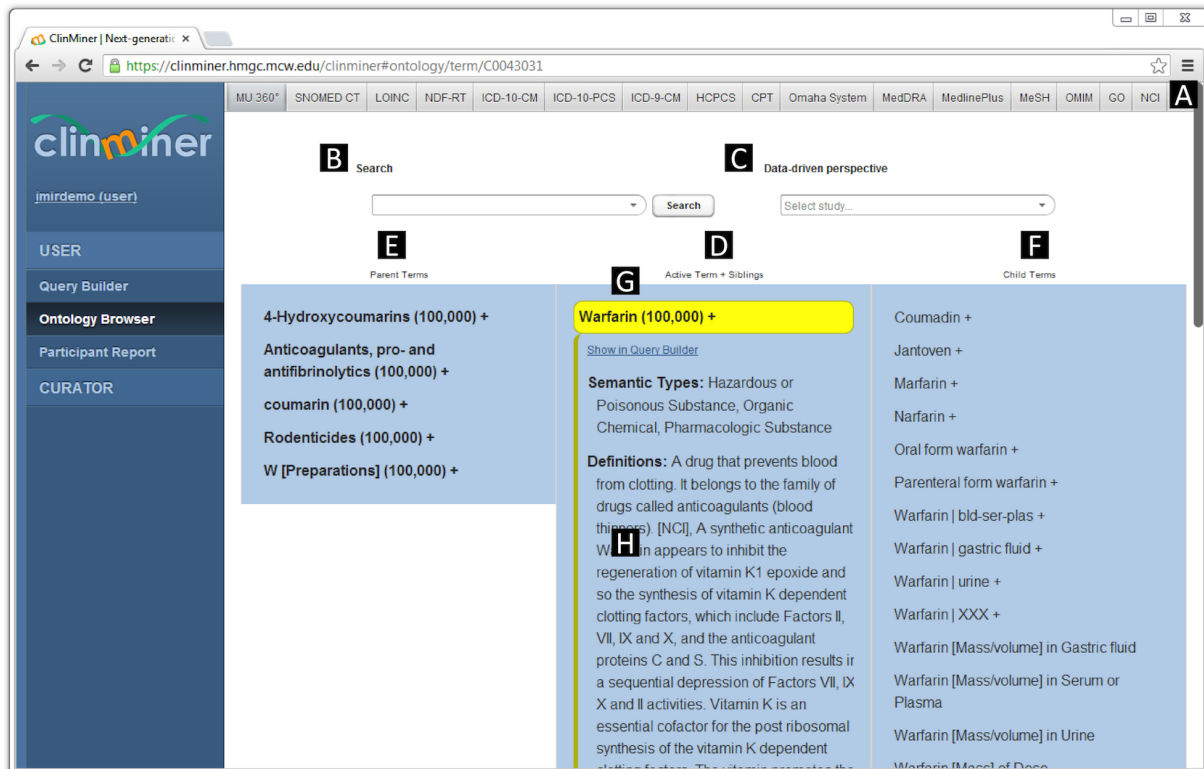 ClinMiner | Next-generatic
https://clinminer.hmgc.mcw.edu/clinminer#ontology/term/C0043031
MU 360° SNOMED CT LOINC NDF-RT ICD-10-CM ICD-10-PCS ICD-9-CM HCPCS CPT Omaha System MedDRA MedlinePlus MeSH OMIM GO NCI A
clinminer
jmirdemo (user)
USER
Query Builder
Ontology Browser
Participant Report
CURATOR
B Search
Search
C Data-driven perspective
Select study...
E
Parent Terms
4-Hydroxycoumarins (100,000) +
Anticoagulants, pro- and
antifibrinolytics (100,000) +
coumarin (100,000) +
Rodenticides (100,000) +
W [Preparations] (100,000) +
D
Active Term + Siblings
G
Warfarin (100,000) +
Show in Query Builder
Semantic Types: Hazardous or
Poisonous Substance, Organic
Chemical, Pharmacologic Substance
Definitions: A drug that prevents blood
from clotting. It belongs to the family of
drugs called anticoagulants (blood
thinners). [NCI], A synthetic anticoagulant
H
appears to inhibit the
regeneration of vitamin K1 epoxide and
so the synthesis of vitamin K dependent
clotting factors, which include Factors II,
VII, IX and X, and the anticoagulant
proteins C and S. This inhibition results in
a sequential depression of Factors VII, IX
X and II activities. Vitamin K is an
essential cofactor for the post ribosomal
synthesis of the vitamin K dependent
clotting factors. The vitamin promotes the
F
Child Terms
Coumadin +
Jantoven +
Marfarin +
Narfarin +
Oral form warfarin +
Parenteral form warfarin +
Warfarin | bld-ser-plas +
Warfarin | gastric fluid +
Warfarin | urine +
Warfarin | XXX +
Warfarin [Mass/volume] in Gastric fluid
Warfarin [Mass/volume] in Serum or
Plasma
Warfarin [Mass/volume] in Urine
Warfarin [Mass] of Dose